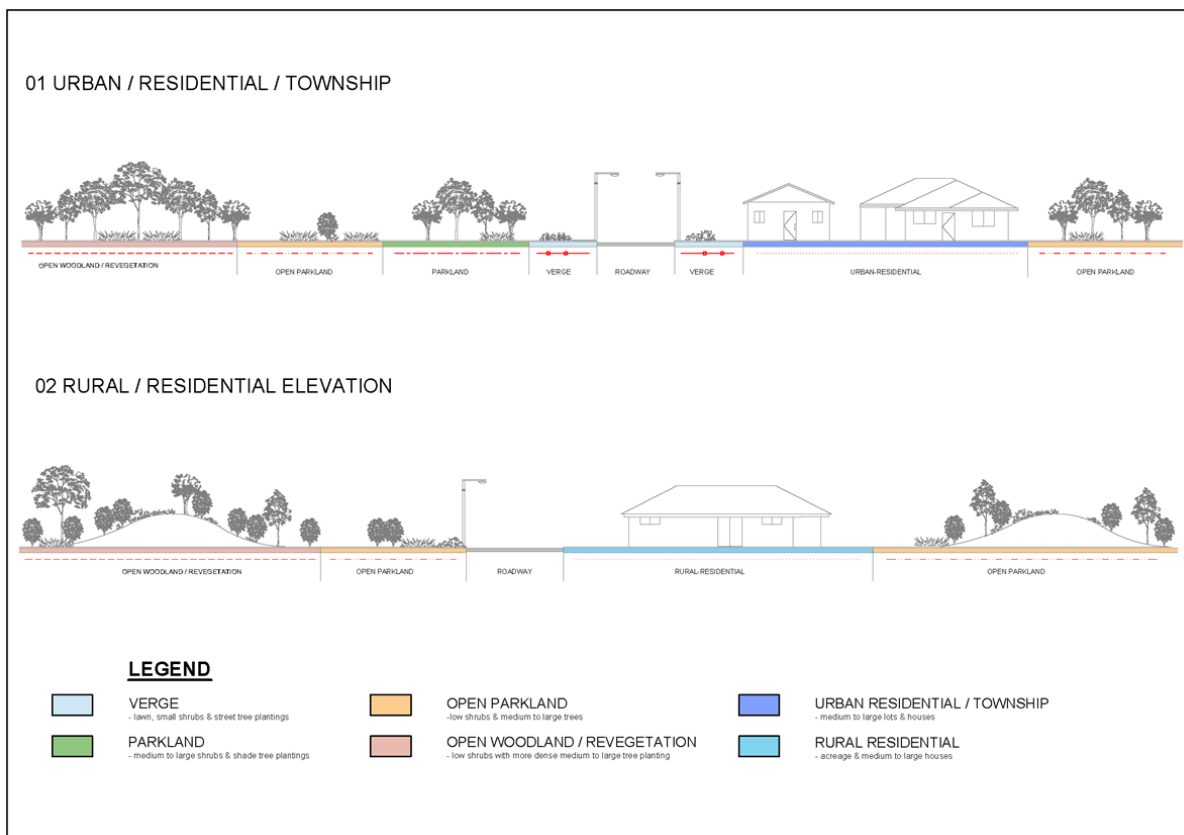 01 URBAN / RESIDENTIAL / TOWNSHIP
OPEN WOODLAND / REVEGETATION
OPEN PARKLAND
PARKLAND
VERGE
ROADWAY
VERGE
URBAN-RESIDENTIAL
OPEN PARKLAND
02 RURAL / RESIDENTIAL ELEVATION
OPEN WOODLAND / REVEGETATION
OPEN PARKLAND
ROADWAY
RURAL-RESIDENTIAL
OPEN PARKLAND
LEGEND
VERGE
- lawn, small shrubs & street tree plantings
PARKLAND
- medium to large shrubs & shade tree plantings
OPEN PARKLAND
-low shrubs & medium to large trees
OPEN WOODLAND / REVEGETATION
- low shrubs with more dense medium to large tree planting
URBAN RESIDENTIAL / TOWNSHIP
- medium to large lots & houses
RURAL RESIDENTIAL
- acreage & medium to large houses